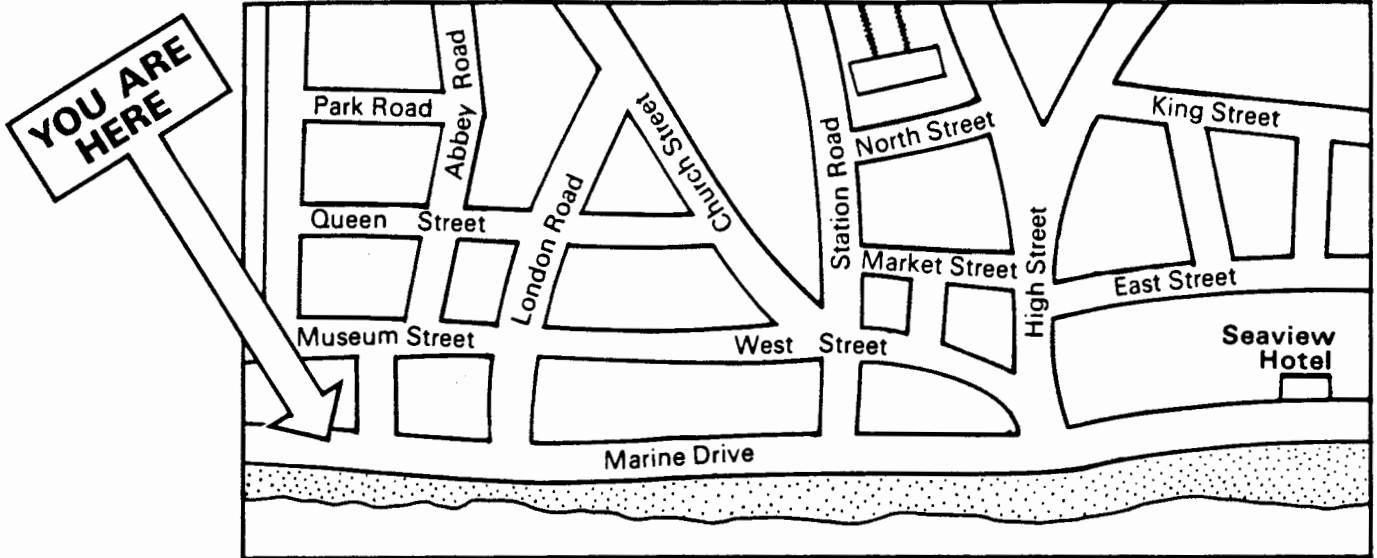 YOU ARE
HERE
Park Road
Abbey Road
Queen Street
London Road
Church Street
Museum Street
West Street
Station Road
North Street
Market Street
High Street
King Street
East Street
Seaview
Hotel
Marine Drive